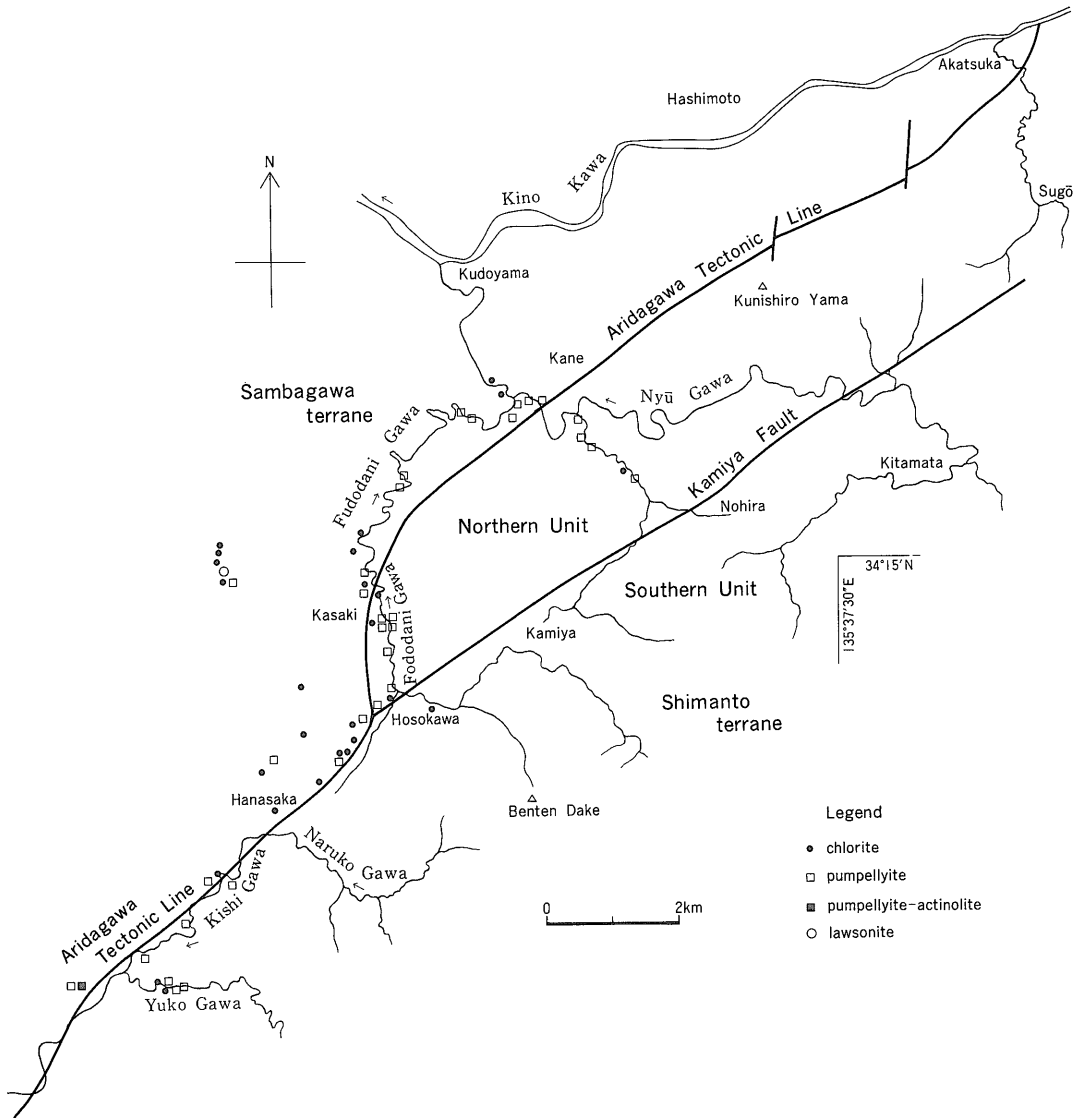 Akatsuka
Hashimoto
N
Kino Kawa
Sugō
Kudoyama
Aridagawa Tectonic Line
Kunishiro Yama
Kane
Sambagawa
terrane
Nyū Gawa
Fudodani Gawa
Kamiya Fault
Kitamata
Nohira
Northern Unit
34°15'N
135°37'30"E
Southern Unit
Kasaki
Fododani Gawa
Kamiya
Shimanto
terrane
Hosokawa
Hanasaka
Benten Dake
Legend
chlorite
pumpellyite
pumpellyite-actinolite
lawsonite
Naruko Gawa
Kishi Gawa
0 2km
Aridagawa
Tectonic Line
Yuko Gawa